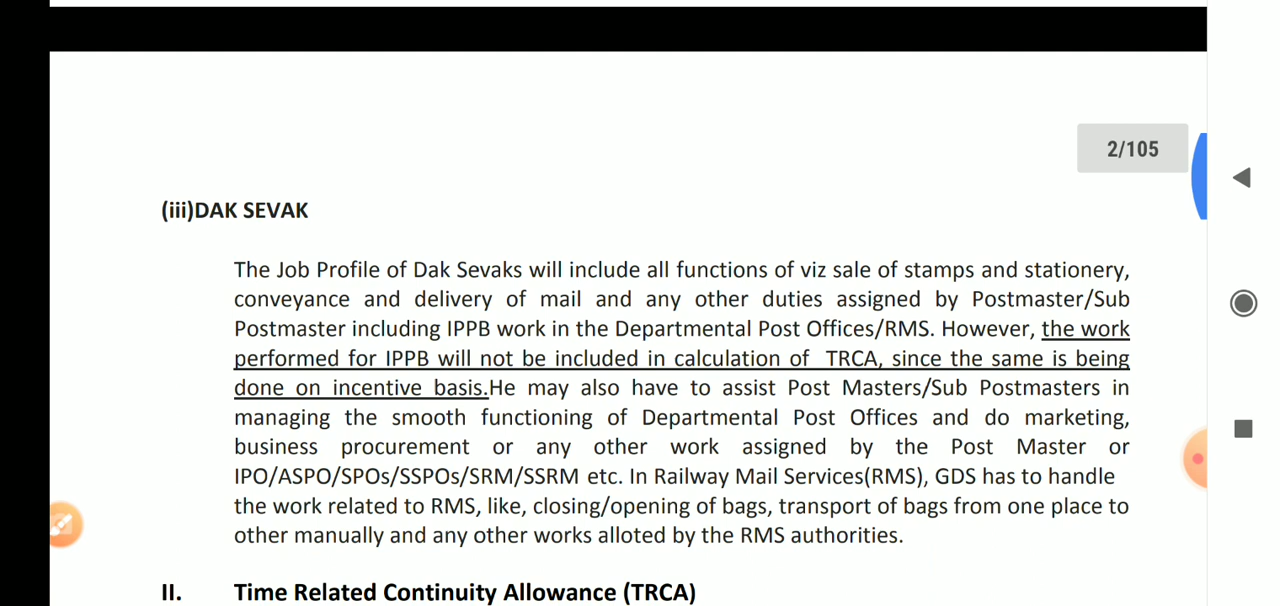 2/105
(iii)DAK SEVAK
The Job Profile of Dak Sevaks will include all functions of viz sale of stamps and stationery,
conveyance and delivery of mail and any other duties assigned by Postmaster/Sub
Postmaster including IPPB work in the Departmental Post Offices/RMS. However, the work
performed for IPPB will not be included in calculation of TRCA, since the same is being
done on incentive basis.He may also have to assist Post Masters/Sub Postmasters in
managing the smooth functioning of Departmental Post Offices and do marketing,
business procurement or any other work assigned by the Post Master or
IPO/ASPO/SPOs/SSPOs/SRM/SSRM etc. In Railway Mail Services(RMS), GDS has to handle
the work related to RMS, like, closing/opening of bags, transport of bags from one place to
other manually and any other works alloted by the RMS authorities.
II. Time Related Continuity Allowance (TRCA)